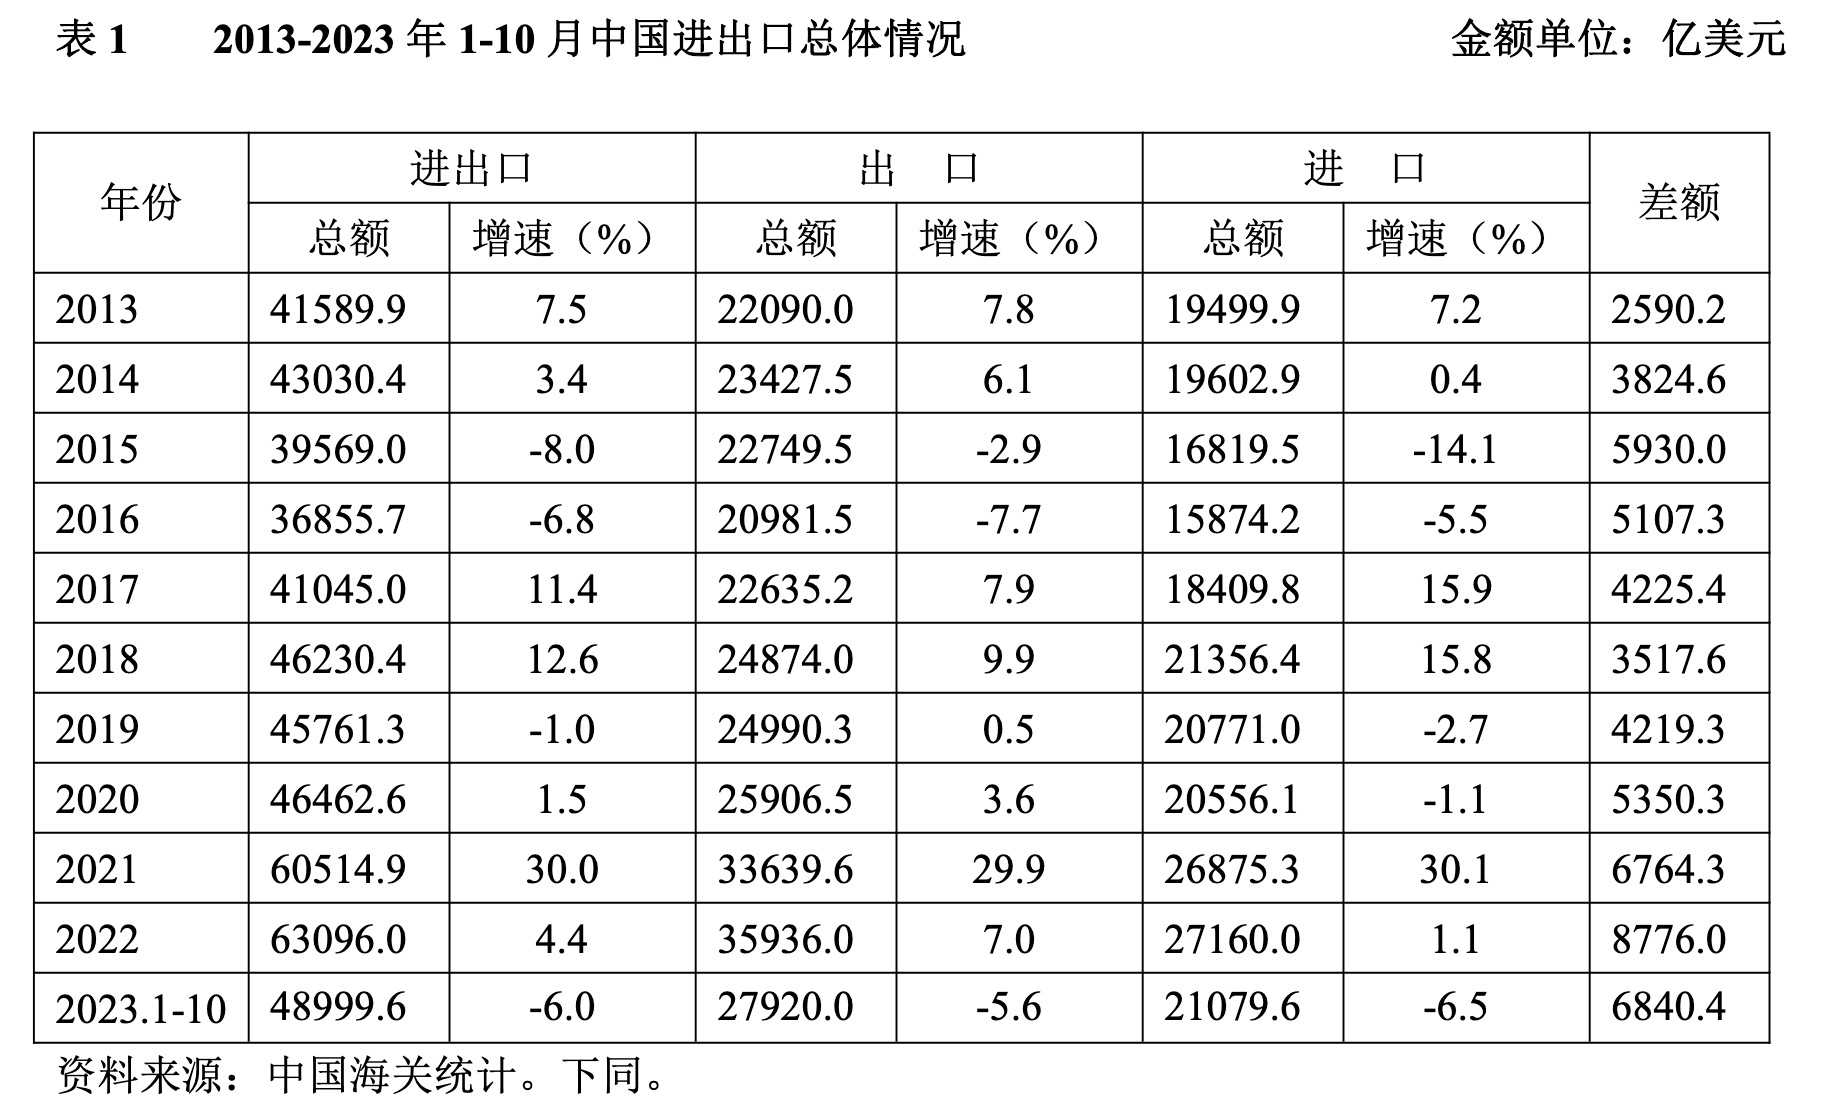 表 1 2013-2023 年 1-10 月中国进出口总体情况 金额单位：亿美元
年份 进出口 出 口 进 口 差额
总额 增速（%） 总额 增速（%） 总额 增速（%）
2013 41589.9 7.5 22090.0 7.8 19499.9 7.2 2590.2
2014 43030.4 3.4 23427.5 6.1 19602.9 0.4 3824.6
2015 39569.0 -8.0 22749.5 -2.9 16819.5 -14.1 5930.0
2016 36855.7 -6.8 20981.5 -7.7 15874.2 -5.5 5107.3
2017 41045.0 11.4 22635.2 7.9 18409.8 15.9 4225.4
2018 46230.4 12.6 24874.0 9.9 21356.4 15.8 3517.6
2019 45761.3 -1.0 24990.3 0.5 20771.0 -2.7 4219.3
2020 46462.6 1.5 25906.5 3.6 20556.1 -1.1 5350.3
2021 60514.9 30.0 33639.6 29.9 26875.3 30.1 6764.3
2022 63096.0 4.4 35936.0 7.0 27160.0 1.1 8776.0
2023.1-10 48999.6 -6.0 27920.0 -5.6 21079.6 -6.5 6840.4
资料来源：中国海关统计。下同。